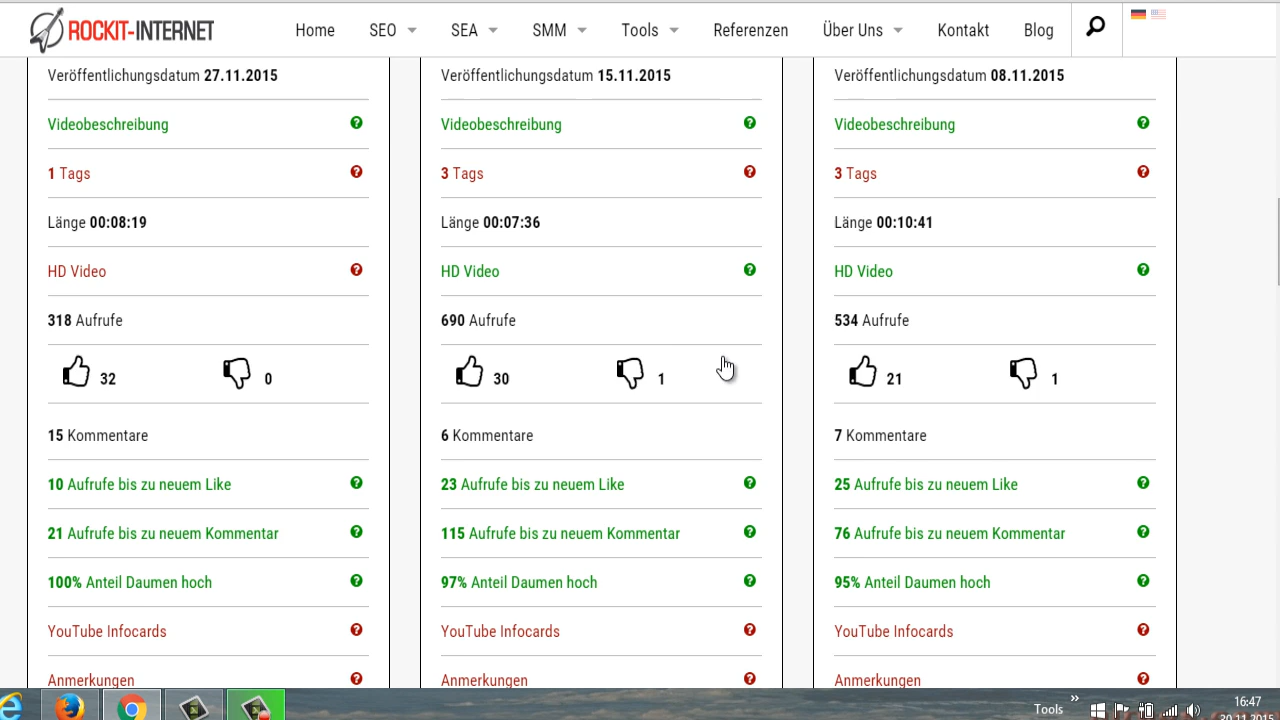 ROCKIT-INTERNET
Home SEO SEA SMM Tools Referenzen Über Uns Kontakt Blog
Veröffentlichungsdatum 27.11.2015
Videobeschreibung
1 Tags
Länge 00:08:19
HD Video
318 Aufrufe
32 0
15 Kommentare
10 Aufrufe bis zu neuem Like
21 Aufrufe bis zu neuem Kommentar
100% Anteil Daumen hoch
YouTube Infocards
Anmerkungen
Veröffentlichungsdatum 15.11.2015
Videobeschreibung
3 Tags
Länge 00:07:36
HD Video
690 Aufrufe
30 1
6 Kommentare
23 Aufrufe bis zu neuem Like
115 Aufrufe bis zu neuem Kommentar
97% Anteil Daumen hoch
YouTube Infocards
Anmerkungen
Veröffentlichungsdatum 08.11.2015
Videobeschreibung
3 Tags
Länge 00:10:41
HD Video
534 Aufrufe
21 1
7 Kommentare
25 Aufrufe bis zu neuem Like
76 Aufrufe bis zu neuem Kommentar
95% Anteil Daumen hoch
YouTube Infocards
Anmerkungen
Tools
16:47
30.11.2015